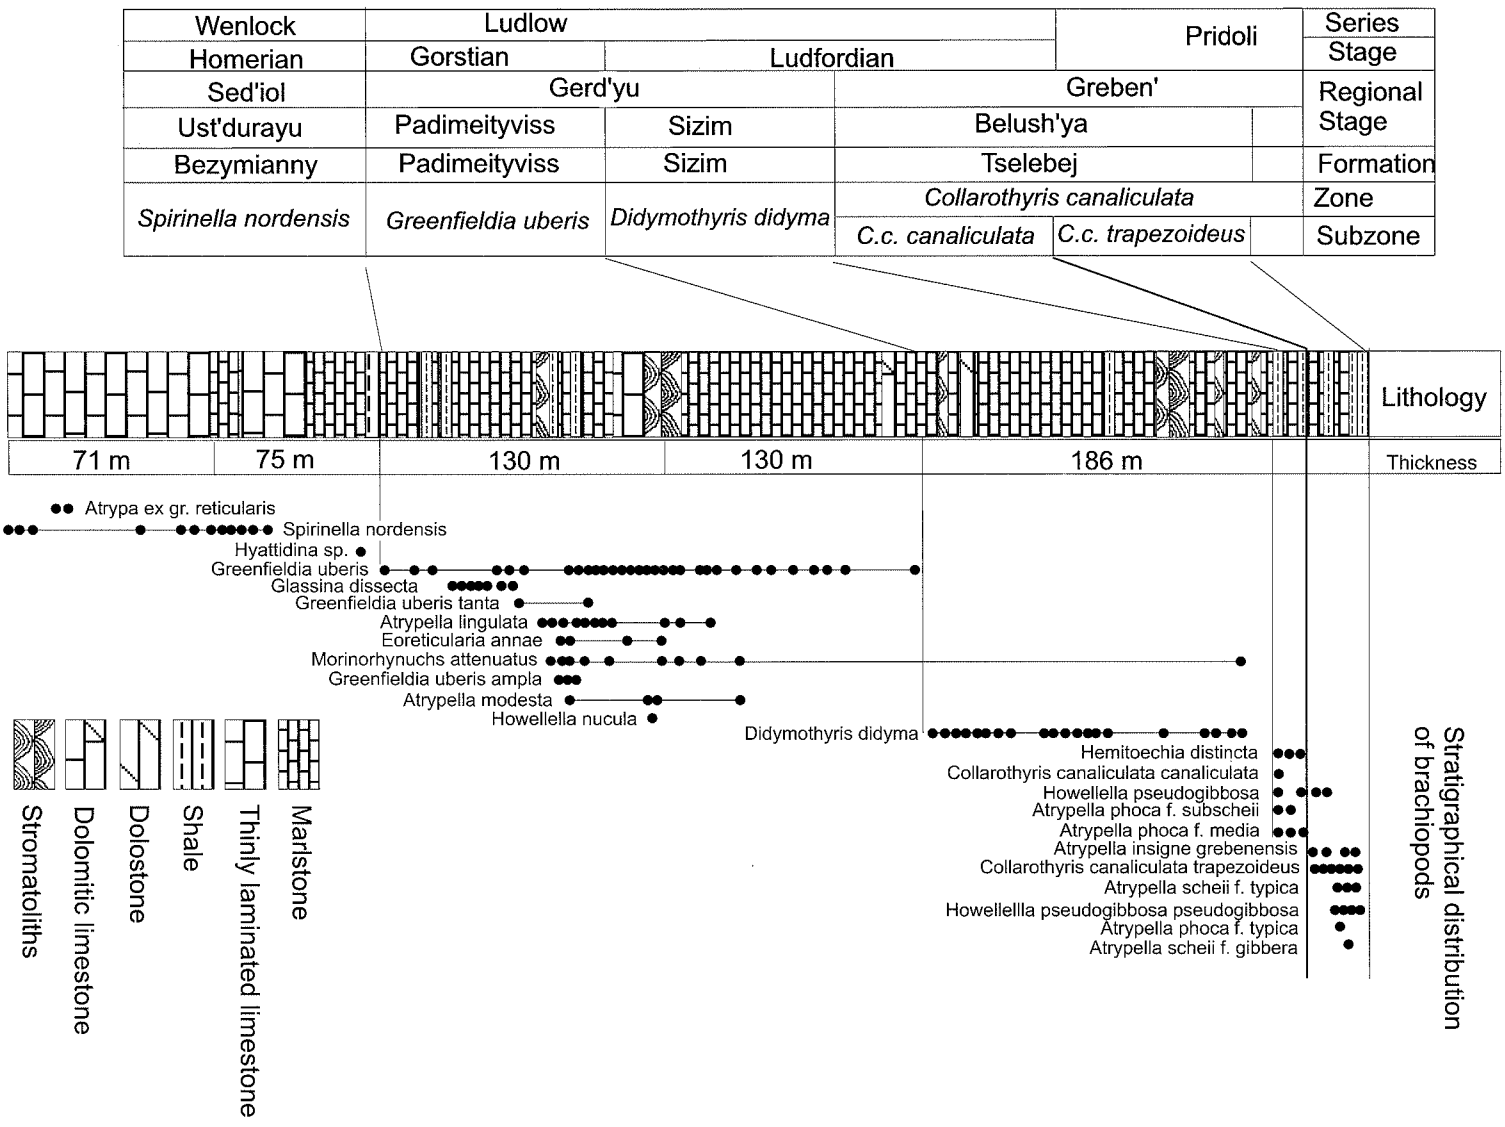 Wenlock
Ludlow
Pridoli
Series
Homerian
Gorstian
Ludfordian
Stage
Sed'iol
Gerd'yu
Greben'
Regional
Stage
Ust'durayu
Padimeityviss
Sizim
Belush'ya
Bezymianny
Padimeityviss
Sizim
Tselebej
Formation
Spirinella nordensis
Greenfieldia uberis
Didymothyris didyma
Collarothyris canaliculata
Zone
C.c. canaliculata
C.c. trapezoideus
Subzone
Lithology
71 m
75 m
130 m
130 m
186 m
Thickness
Atrypa ex gr. reticularis
Spirinella nordensis
Hyattidina sp.
Greenfieldia uberis
Glassina dissecta
Greenfieldia uberis tanta
Atrypella lingulata
Eoreticularia annae
Morinorhynuchs attenuatus
Greenfieldia uberis ampla
Atrypella modesta
Howellella nucula
Didymothyris didyma
Hemitoechia distincta
Collarothyris canaliculata canaliculata
Howellella pseudogibbosa
Atrypella phoca f. subscheii
Atrypella phoca f. media
Atrypella insigne grebenensis
Collarothyris canaliculata trapezoideus
Atrypella scheii f. typica
Howellellla pseudogibbosa pseudogibbosa
Atrypella phoca f. typica
Atrypella scheii f. gibbera
Stratigraphical distribution
of brachiopods
Stromatoliths
Dolomitic limestone
Dolostone
Shale
Thinly laminated limestone
Marlstone